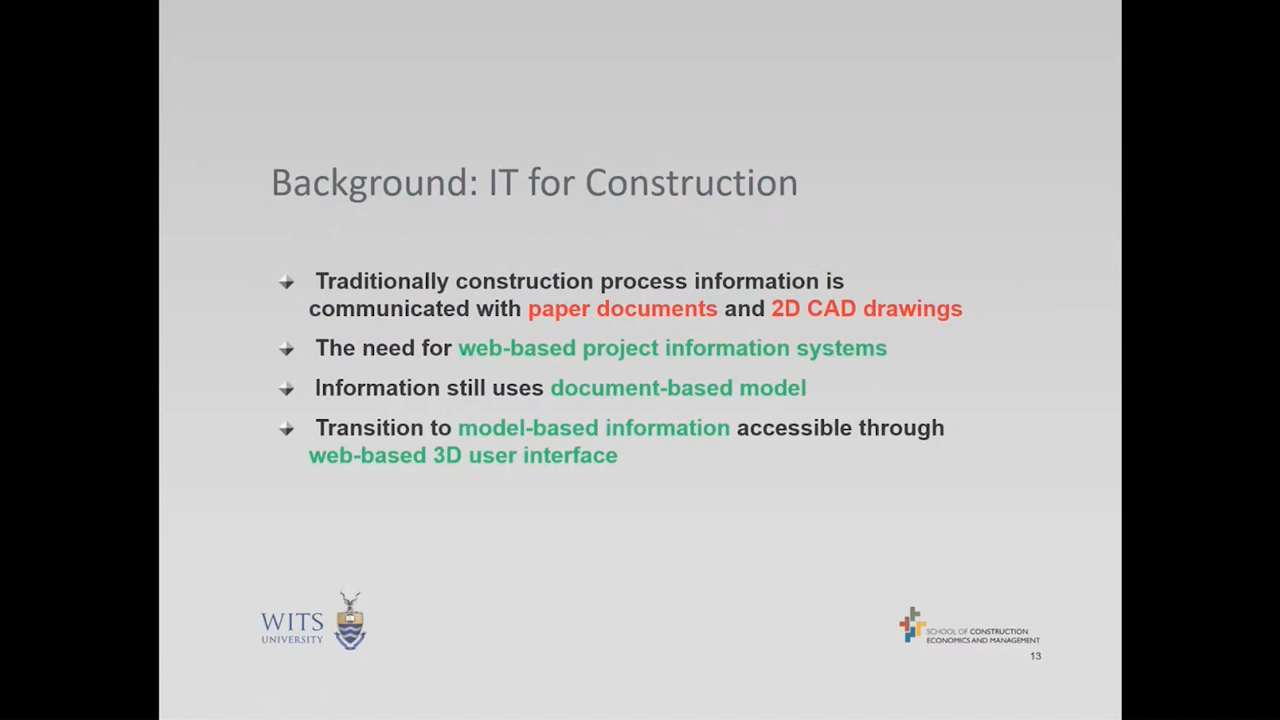 Background: IT for Construction
Traditionally construction process information is
communicated with paper documents and 2D CAD drawings
The need for web-based project information systems
Information still uses document-based model
Transition to model-based information accessible through
web-based 3D user interface
WITS
UNIVERSITY
SCHOOL OF CONSTRUCTION
ECONOMICS AND MANAGEMENT
13